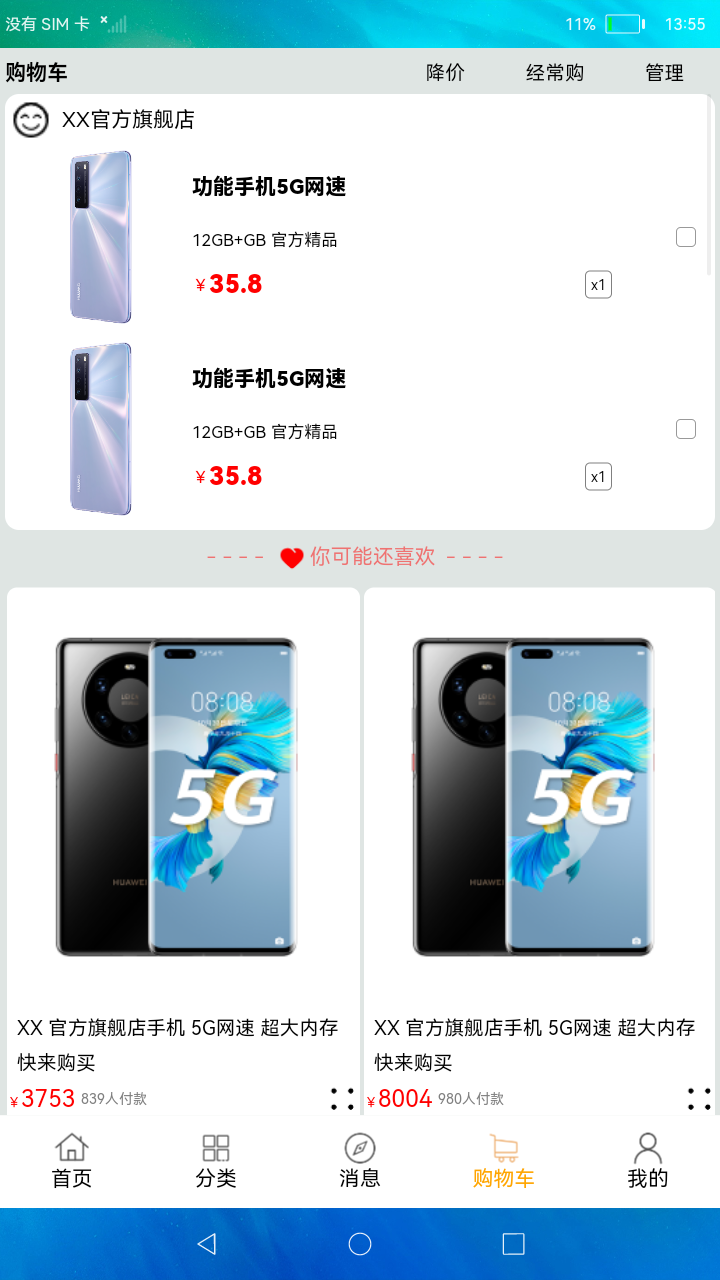 没有 SIM 卡 11% 13:55
购物车 降价 经常购 管理
XX官方旗舰店
功能手机5G网速
12GB+GB 官方精品
¥35.8 x1
功能手机5G网速
12GB+GB 官方精品
¥35.8 x1
---- 你可能还喜欢 ----
08:08
5G
HUAWEI
08:08
5G
HUAWEI
XX 官方旗舰店手机 5G网速 超大内存
快来购买
¥3753 839人付款
XX 官方旗舰店手机 5G网速 超大内存
快来购买
¥8004 980人付款
首页 分类 消息 购物车 我的